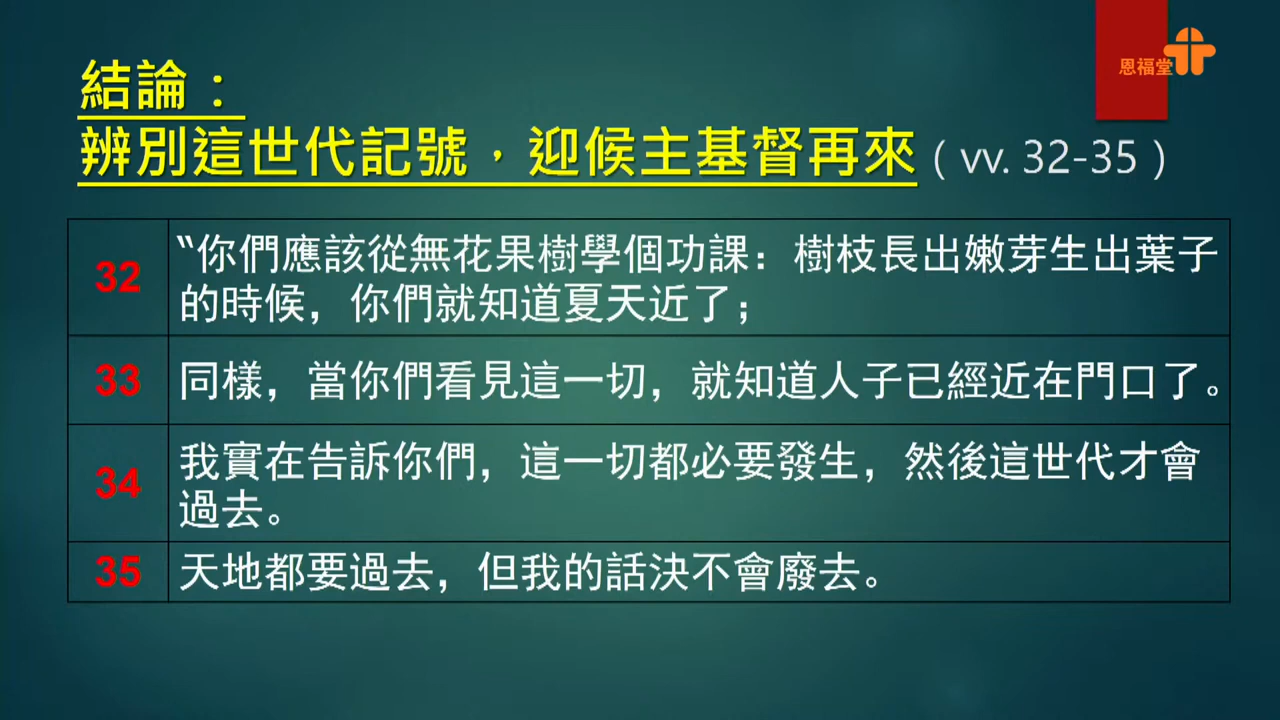 恩福堂
結論：
辨別這世代記號，迎候主基督再來（vv. 32-35）
32
“你們應該從無花果樹學個功課：樹枝長出嫩芽生出葉子
的時候，你們就知道夏天近了；
33
同樣，當你們看見這一切，就知道人子已經近在門口了。
34
我實在告訴你們，這一切都必要發生，然後這世代才會
過去。
35
天地都要過去，但我的話決不會廢去。